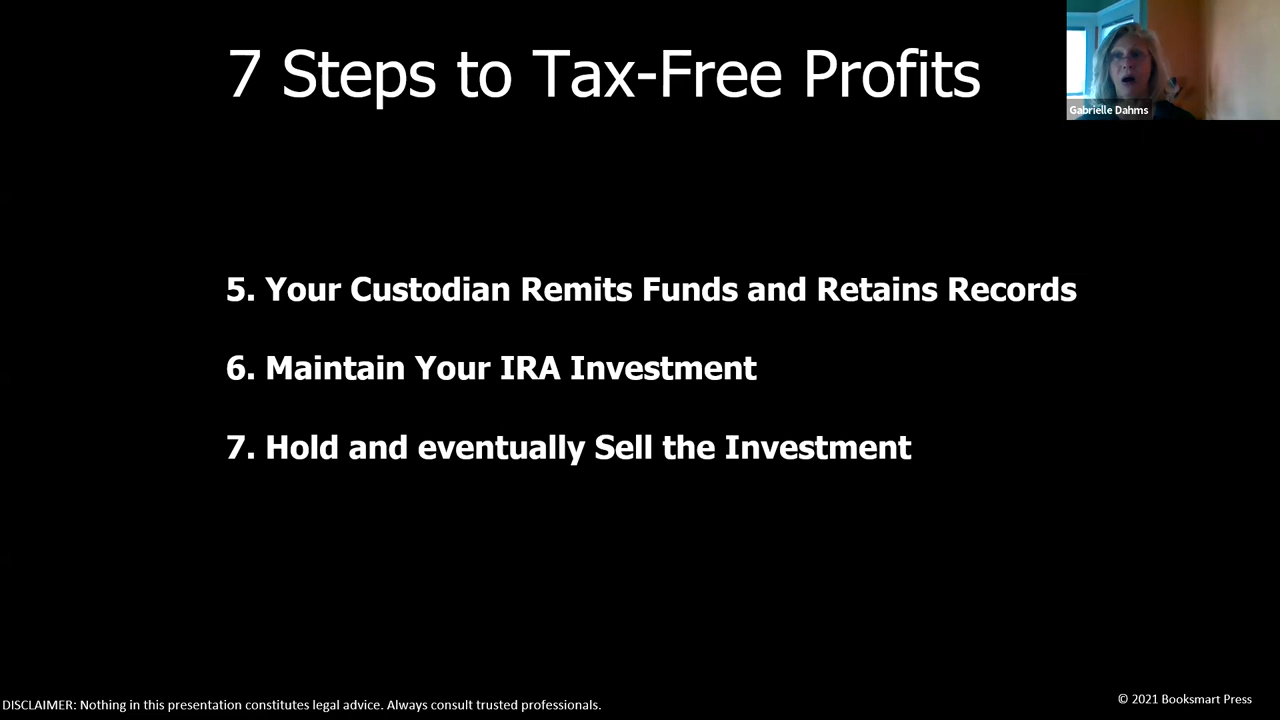 7 Steps to Tax-Free Profits
Gabrielle Dahms
5. Your Custodian Remits Funds and Retains Records
6. Maintain Your IRA Investment
7. Hold and eventually Sell the Investment
DISCLAIMER: Nothing in this presentation constitutes legal advice. Always consult trusted professionals.
© 2021 Booksmart Press